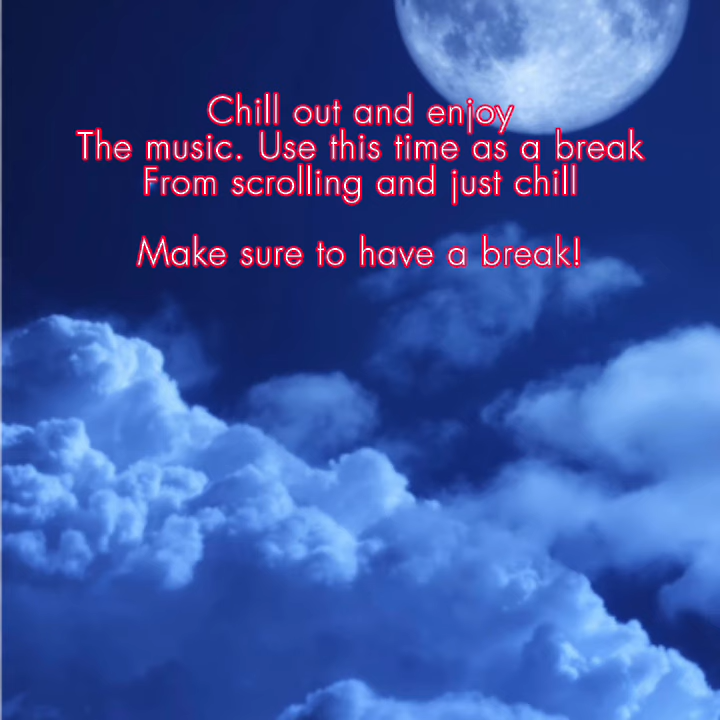 Chill out and enjoy
The music. Use this time as a break
From scrolling and just chill
Make sure to have a break!